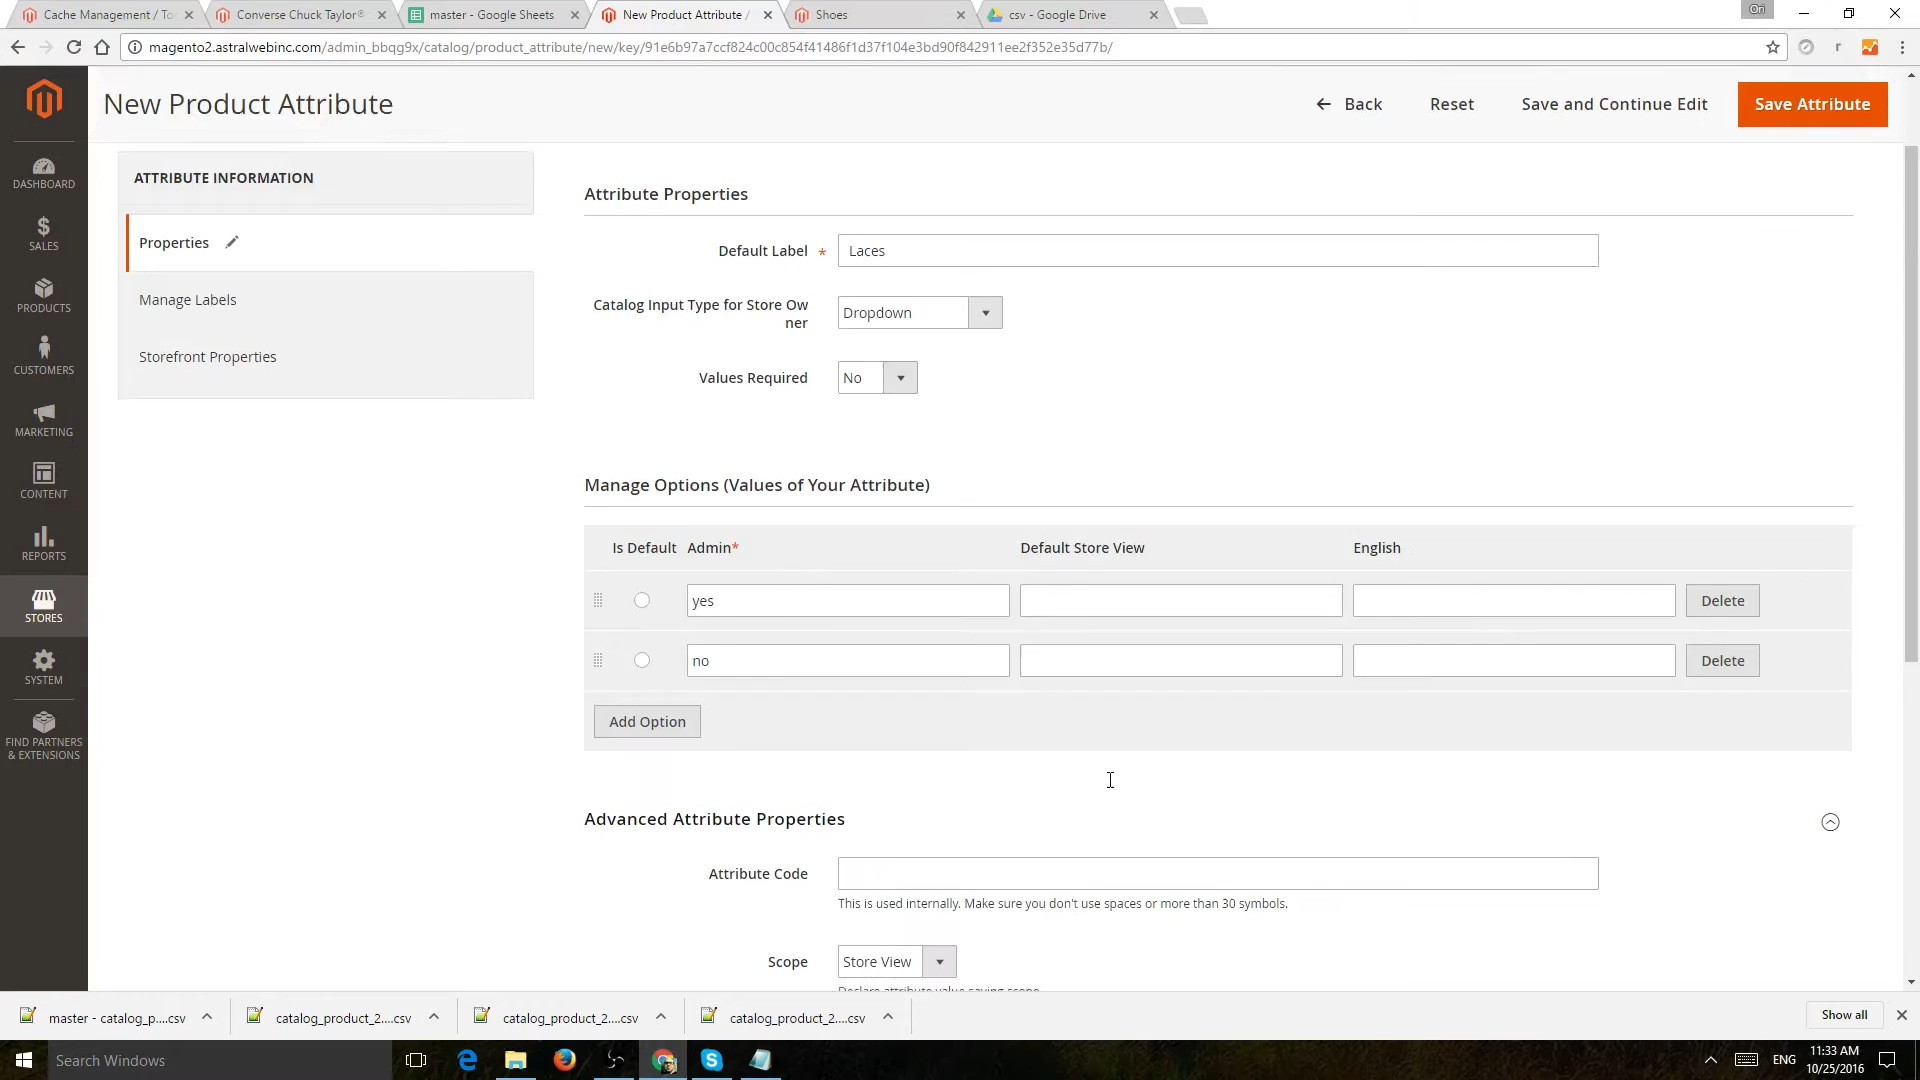 Cache Management / To
Converse Chuck Taylor®
master - Google Sheets
New Product Attribute /
Shoes
csv - Google Drive
Ori
magento2.astralwebinc.com/admin_bbqg9x/catalog/product_attribute/new/key/91e6b97a7ccf824c00c854f41486f1d37f104e3bd90f842911ee2f352e35d77b/
New Product Attribute
Back
Reset
Save and Continue Edit
Save Attribute
DASHBOARD
SALES
PRODUCTS
CUSTOMERS
MARKETING
CONTENT
REPORTS
STORES
SYSTEM
FIND PARTNERS
& EXTENSIONS
ATTRIBUTE INFORMATION
Properties
Manage Labels
Storefront Properties
Attribute Properties
Default Label *
Laces
Catalog Input Type for Store Ow
ner
Dropdown
Values Required
No
Manage Options (Values of Your Attribute)
Is Default Admin* Default Store View English
yes Delete
no Delete
Add Option
Advanced Attribute Properties
Attribute Code
This is used internally. Make sure you don't use spaces or more than 30 symbols.
Scope
Store View
Declare attribute value saving scope.
master - catalog_p....csv
catalog_product_2....csv
catalog_product_2....csv
catalog_product_2....csv
Show all
Search Windows
ENG
11:33 AM
10/25/2016